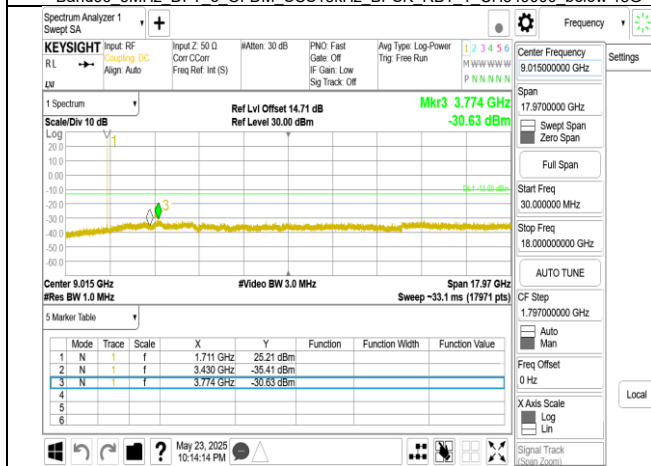 Spectrum Analyzer 1
Swept SA
Frequency
KEYSIGHT
Input: RF
Input Z: 50 Ω
#Atten: 30 dB
PNO: Fast
Avg Type: Log-Power
1 2 3 4 5 6
RL
Coupling: DC
Corr CCorr
Gate: Off
Trig: Free Run
M W W W W W
Align: Auto
Freq Ref: Int (S)
IF Gain: Low
Sig Track: Off
P N N N N N
LXI
Center Frequency
9.015000000 GHz
Settings
1 Spectrum
Ref Lvl Offset 14.71 dB
Mkr3 3.774 GHz
Scale/Div 10 dB
Ref Level 30.00 dBm
-30.63 dBm
Span
17.9700000 GHz
Swept Span
Zero Span
Log
1
20.0
10.0
0.00
-10.0
DL1 -13.00 dBm
-20.0
3
-30.0
-40.0
-50.0
-60.0
Full Span
Start Freq
30.000000 MHz
Stop Freq
18.000000000 GHz
AUTO TUNE
Center 9.015 GHz
#Video BW 3.0 MHz
Span 17.97 GHz
#Res BW 1.0 MHz
Sweep ~33.1 ms (17971 pts)
CF Step
1.797000000 GHz
Auto
Man
5 Marker Table
Mode Trace Scale X Y Function Function Width Function Value
1 N 1 f 1.711 GHz 25.21 dBm
2 N 1 f 3.430 GHz -35.41 dBm
3 N 1 f 3.774 GHz -30.63 dBm
4
5
6
Freq Offset
0 Hz
Local
X Axis Scale
Log
Lin
Signal Track
(Span Zoom)
?
May 23, 2025
10:14:14 PM